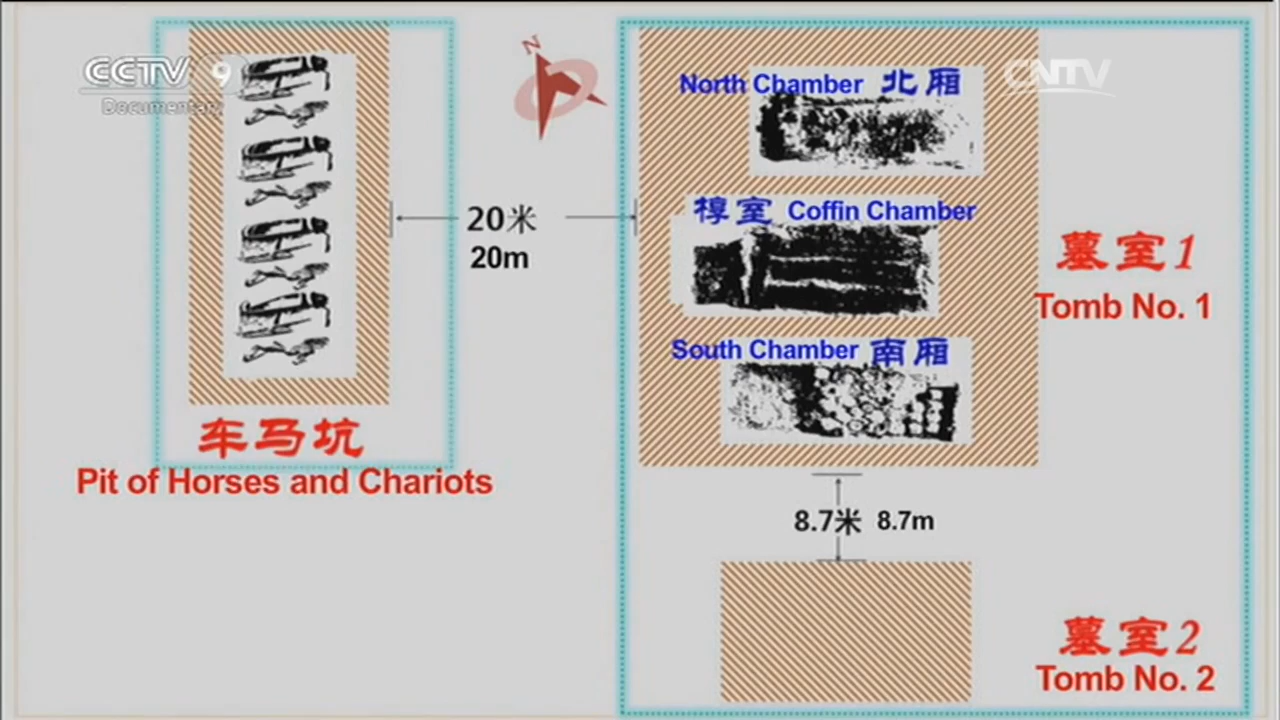 CCTV 9
Documentary
N
CNTV
North Chamber 北厢
椁室 Coffin Chamber
South Chamber 南厢
20米
20m
墓室1
Tomb No. 1
车马坑
Pit of Horses and Chariots
8.7米 8.7m
墓室2
Tomb No. 2